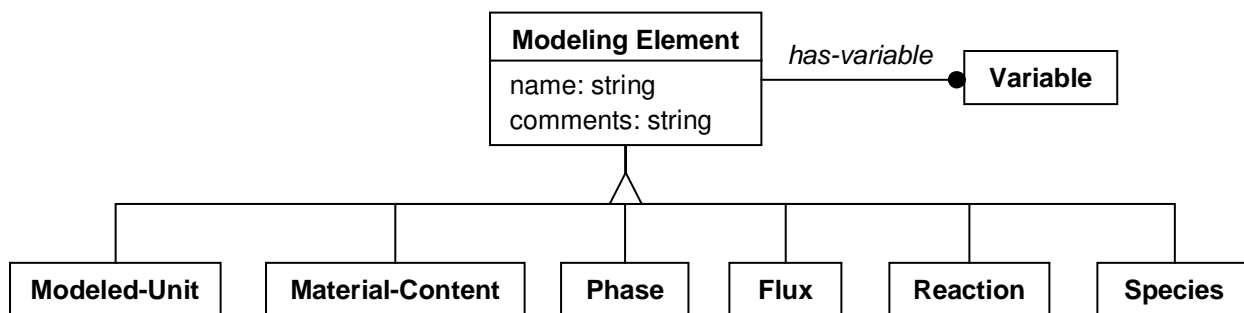 Modeling Element
name: string
comments: string
has-variable
Variable
Modeled-Unit
Material-Content
Phase
Flux
Reaction
Species